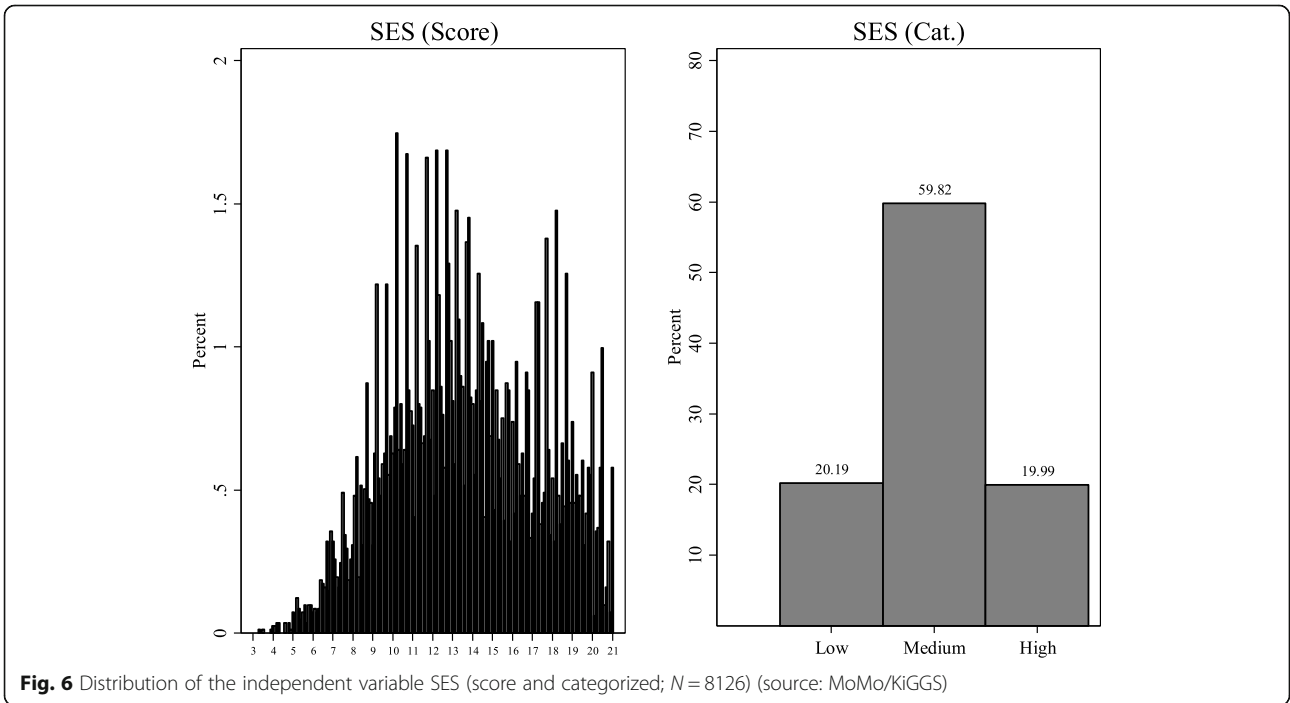 SES (Score)
Percent
2
1.5
1
.5
0
3 4 5 6 7 8 9 10 11 12 13 14 15 16 17 18 19 20 21
SES (Cat.)
Percent
80
70
60
50
40
30
20
10
20.19
59.82
19.99
Low Medium High
Fig. 6 Distribution of the independent variable SES (score and categorized; N = 8126) (source: MoMo/KiGGS)